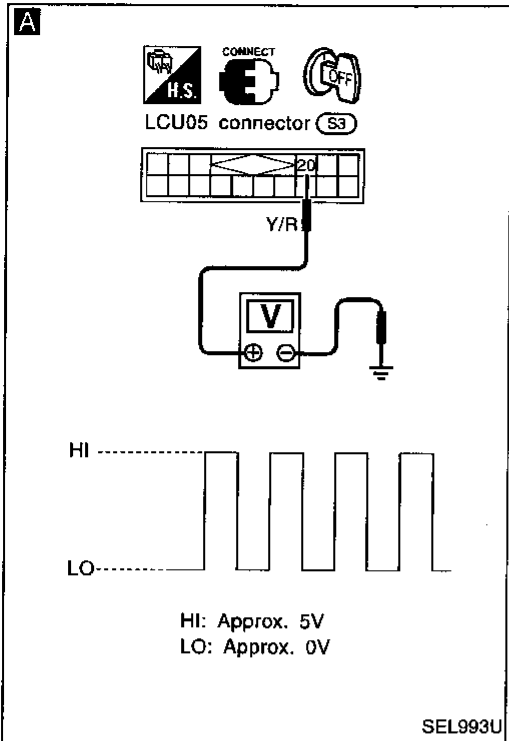 A
CONNECT
H.S.
OFF
LCU05 connector S3
20
Y/R
V
⊕ ⊖
HI
LO
HI: Approx. 5V
LO: Approx. 0V
SEL993U